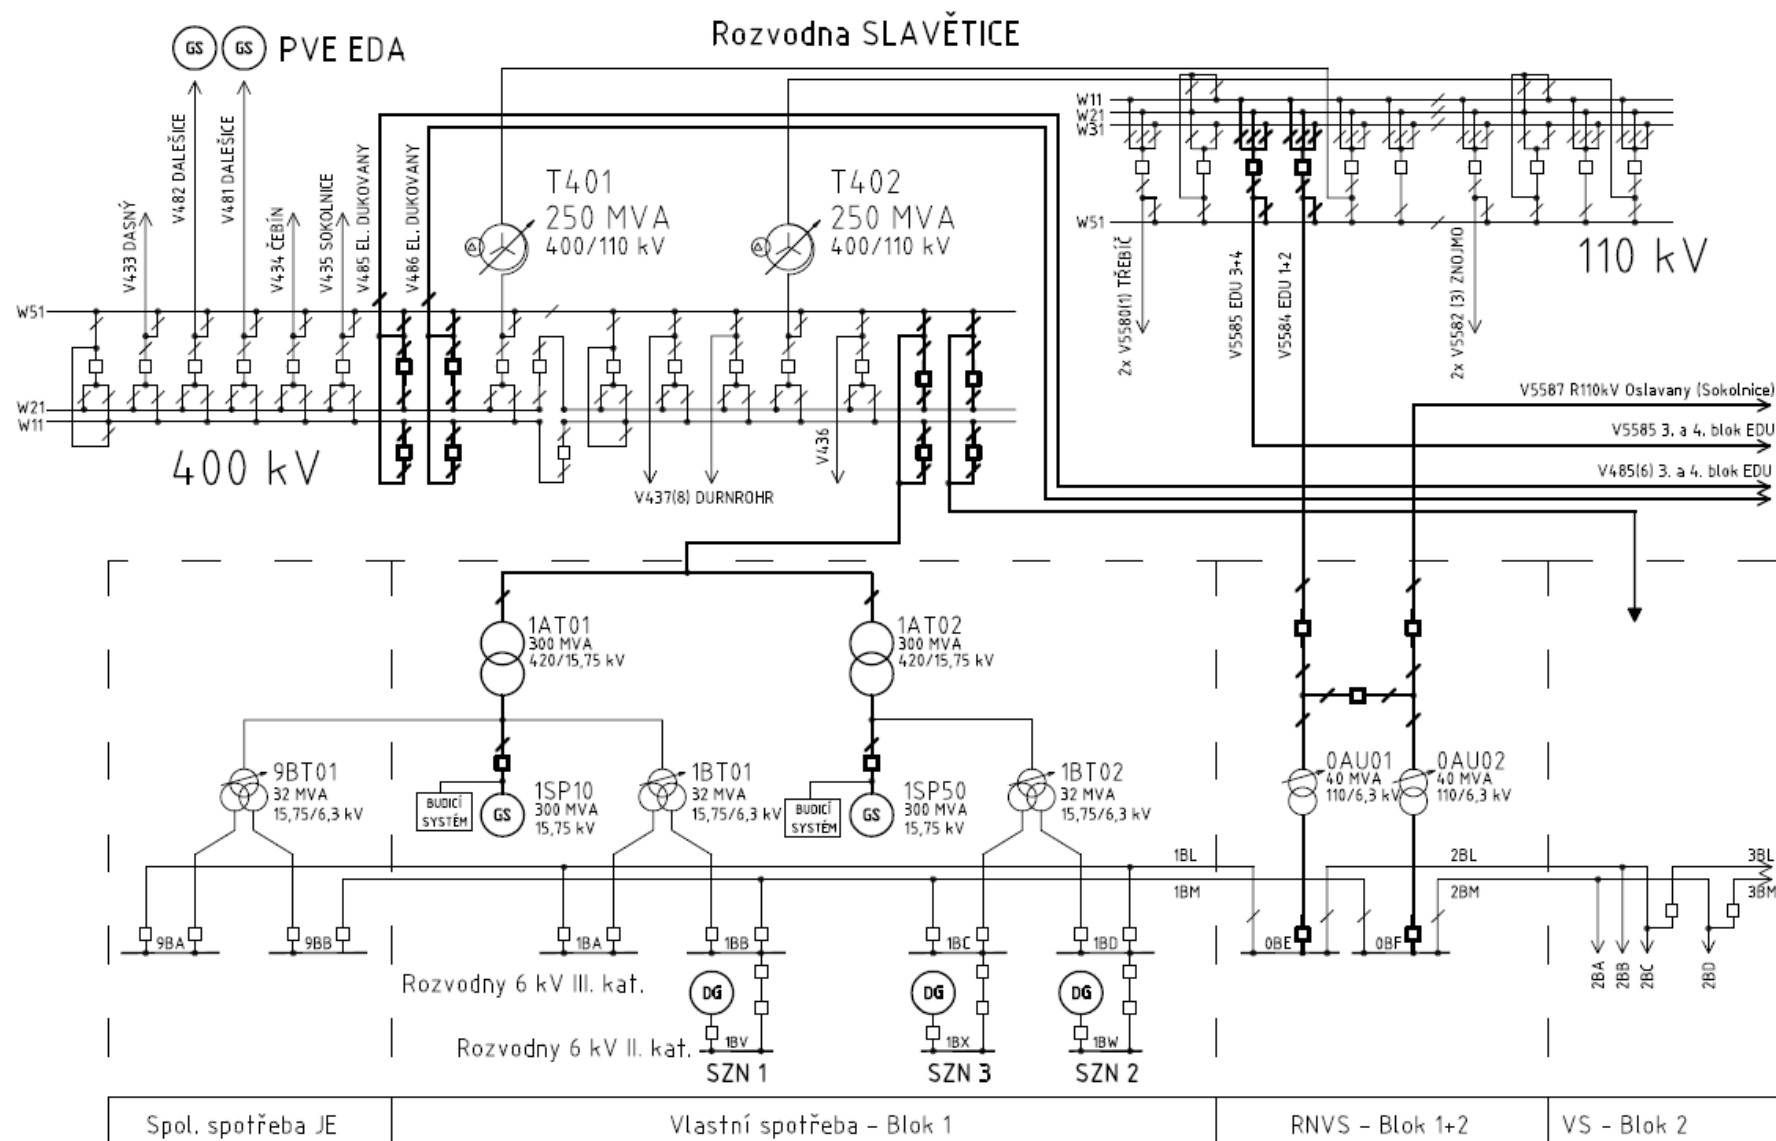 Rozvodna SLAVĚTICE
GS
GS
PVE EDA
V433 DASNÝ
V482 DALEŠICE
V481 DALEŠICE
V434 ČEBÍN
V435 SOKOLNICE
V485 EL. DUKOVANY
V486 EL. DUKOVANY
T401
250 MVA
400/110 kV
T402
250 MVA
400/110 kV
W11
W21
W31
W51
110 kV
2x V5580(1) TŘEBÍČ
V5585 EDU 3+4
V5584 EDU 1+2
2x V5582 (3) ZNOJMO
W51
W21
W11
400 kV
V437(8) DURNROHR
V436
V5587 R110kV Oslavany (Sokolnice)
V5585 3. a 4. blok EDU
V485(6) 3. a 4. blok EDU
1AT01
300 MVA
420/15,75 kV
1AT02
300 MVA
420/15,75 kV
9BT01
32 MVA
15,75/6,3 kV
BUDICÍ
SYSTÉM
GS
1SP10
300 MVA
15,75 kV
1BT01
32 MVA
15,75/6,3 kV
BUDICÍ
SYSTÉM
GS
1SP50
300 MVA
15,75 kV
1BT02
32 MVA
15,75/6,3 kV
0AU01
40 MVA
110/6,3 kV
0AU02
40 MVA
110/6,3 kV
1BL
1BM
2BL
2BM
3BL
3BM
9BA
9BB
1BA
1BB
1BC
1BD
0BE
0BF
2BA
2BB
2BC
2BD
Rozvodny 6 kV III. kat.
DG
DG
DG
Rozvodny 6 kV II. kat.
1BV
1BX
1BW
SZN 1
SZN 3
SZN 2
Spol. spotřeba JE
Vlastní spotřeba - Blok 1
RNVS - Blok 1+2
VS - Blok 2